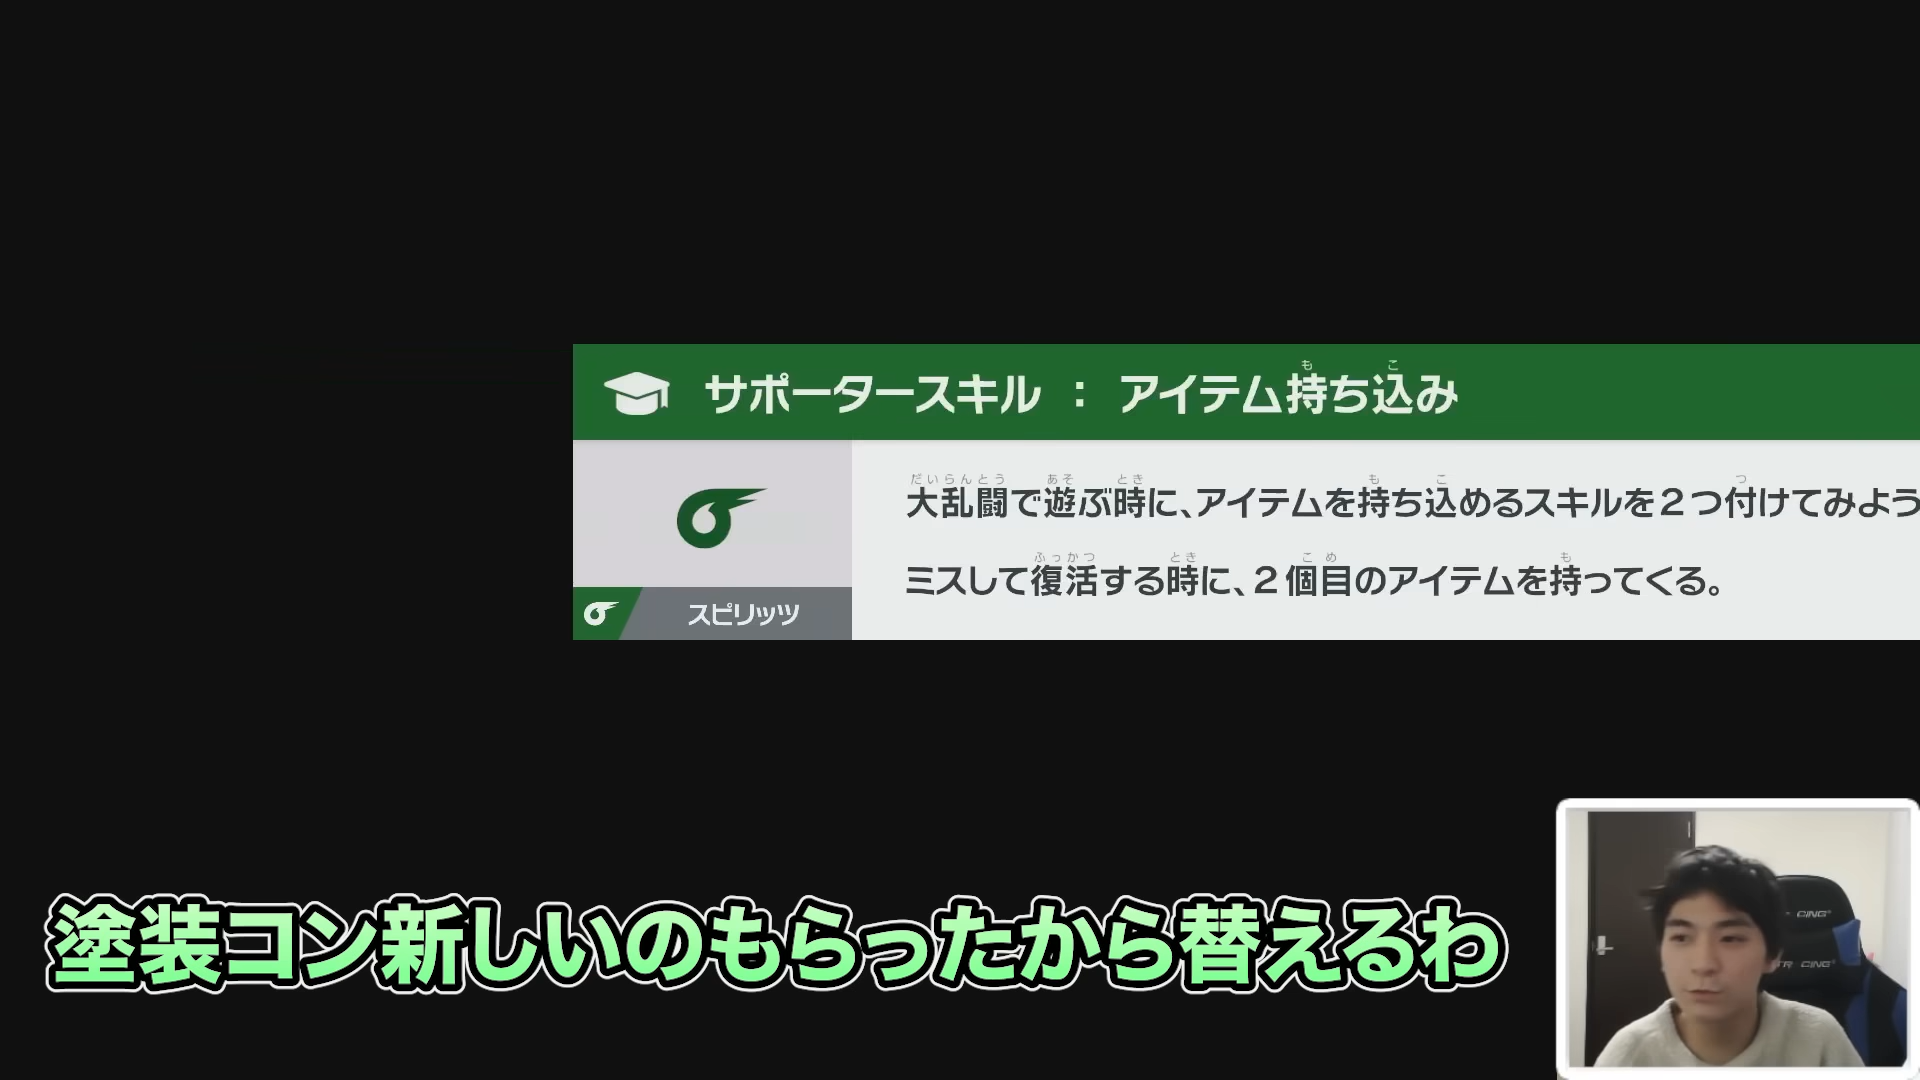 サポータースキル : アイテム持ち込み
大乱闘で遊ぶ時に、アイテムを持ち込めるスキルを2つ付けてみよう
ミスして復活する時に、2個目のアイテムを持ってくる。
スピリッツ
塗装コン新しいのもらったから替えるわ